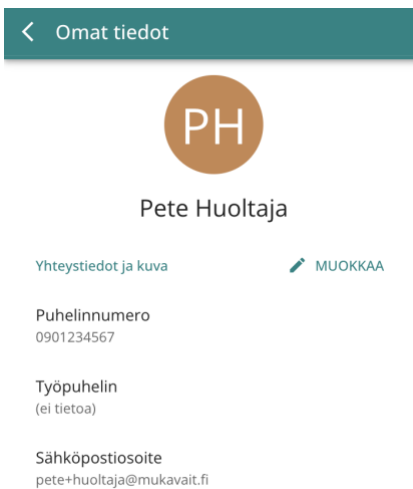 Omat tiedot
PH
Pete Huoltaja
Yhteystiedot ja kuva MUOKKAA
Puhelinnumero
0901234567
Työpuhelin
(ei tietoa)
Sähköpostiosoite
pete+huoltaja@mukavait.fi